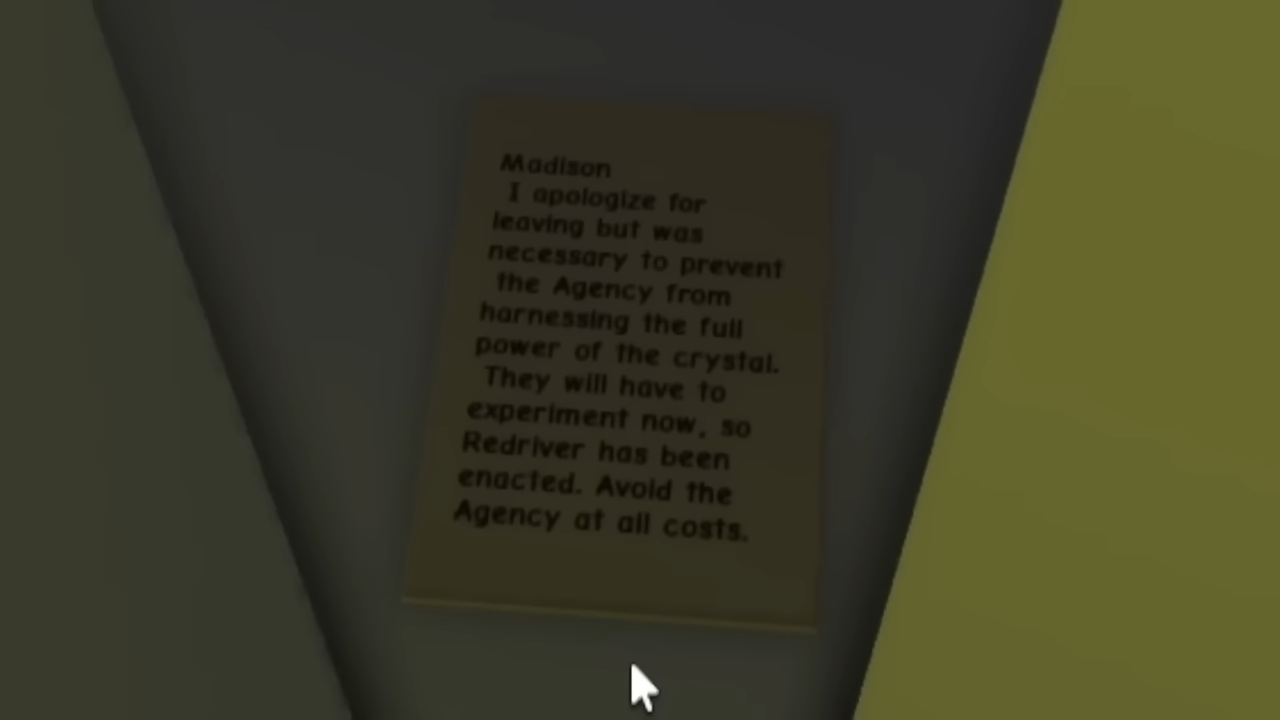 Madison
I apologize for
leaving but was
necessary to prevent
the Agency from
harnessing the full
power of the crystal.
They will have to
experiment now, so
Redriver has been
enacted. Avoid the
Agency at all costs.